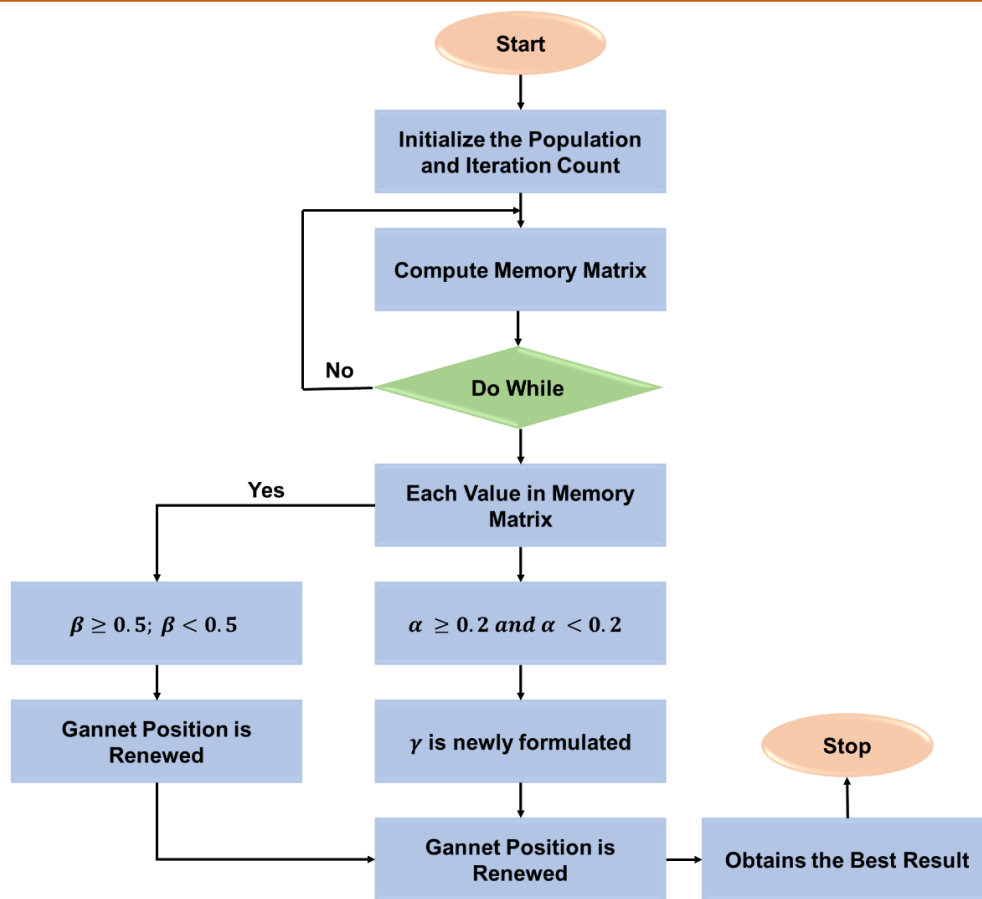 Start
Initialize the Population
and Iteration Count
Compute Memory Matrix
No
Do While
Yes
Each Value in Memory
Matrix
β ≥ 0.5; β < 0.5
α ≥ 0.2 and α < 0.2
Gannet Position is
Renewed
γ is newly formulated
Stop
Gannet Position is
Renewed
Obtains the Best Result